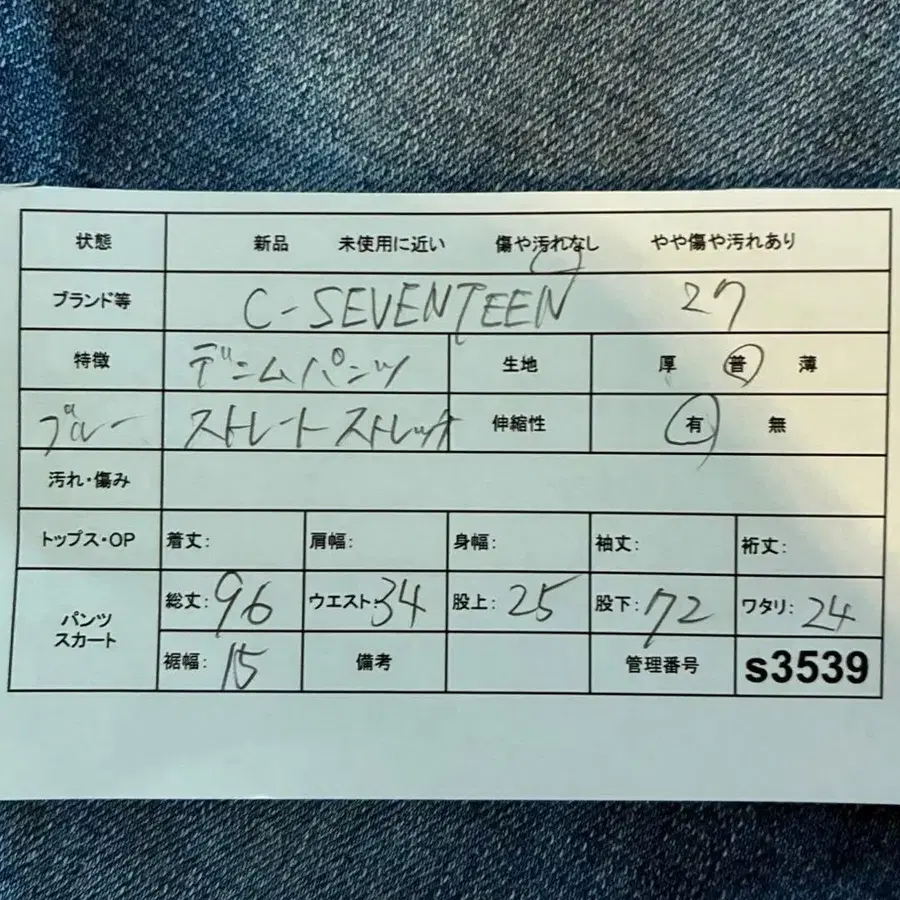 状態 新品 未使用に近い 傷や汚れなし やや傷や汚れあり
ブランド等 C-SEVENTEEN 27
特徴 デニムパンツ 生地 厚 普 薄
ブルー ストレートストレッチ 伸縮性 有 無
汚れ・傷み
トップス・OP 着丈: 肩幅: 身幅: 袖丈: 裄丈:
パンツ スカート 総丈:96 ウエスト:34 股上:25 股下:72 ワタリ:24
裾幅:15 備考 管理番号 s3539